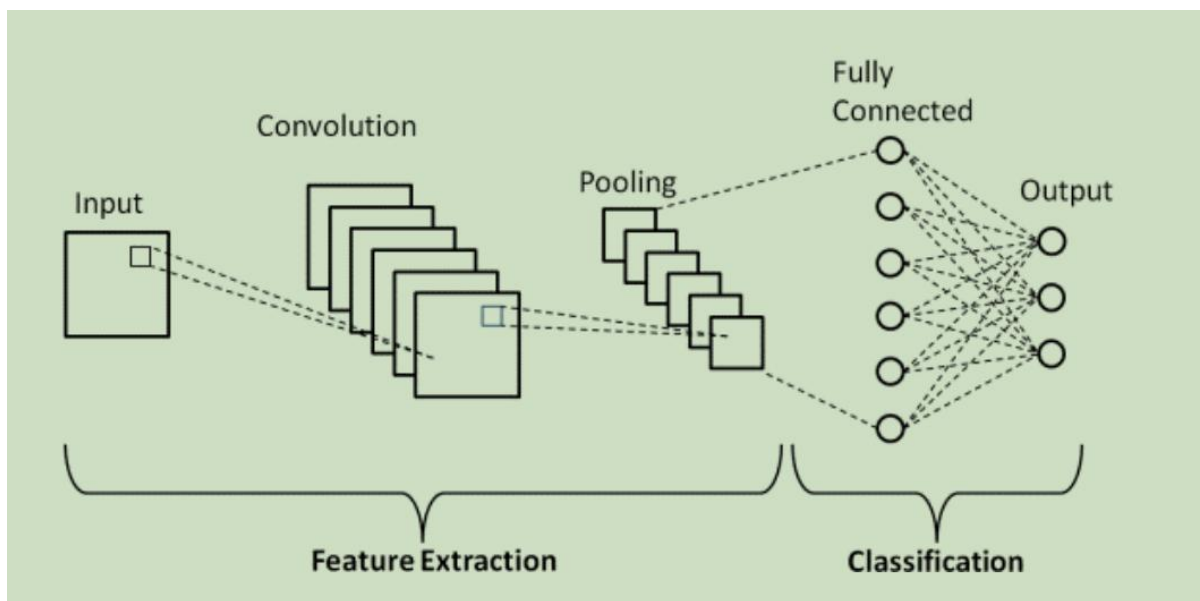 Input
Convolution
Pooling
Fully
Connected
Output
Feature Extraction
Classification